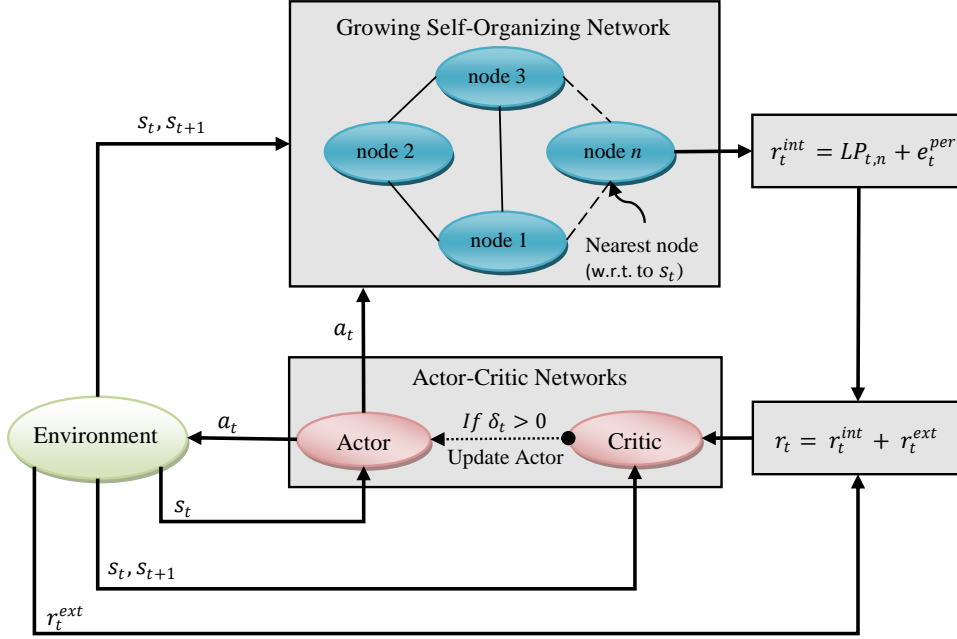 Growing Self-Organizing Network
node 3
node 2
node n
node 1
Nearest node
(w.r.t. to s_t)
s_t, s_{t+1}
r_t^{int} = LP_{t,n} + e_t^{per}
a_t
Actor-Critic Networks
Environment
a_t
Actor
If δ_t > 0
Update Actor
Critic
r_t = r_t^{int} + r_t^{ext}
s_t
s_t, s_{t+1}
r_t^{ext}